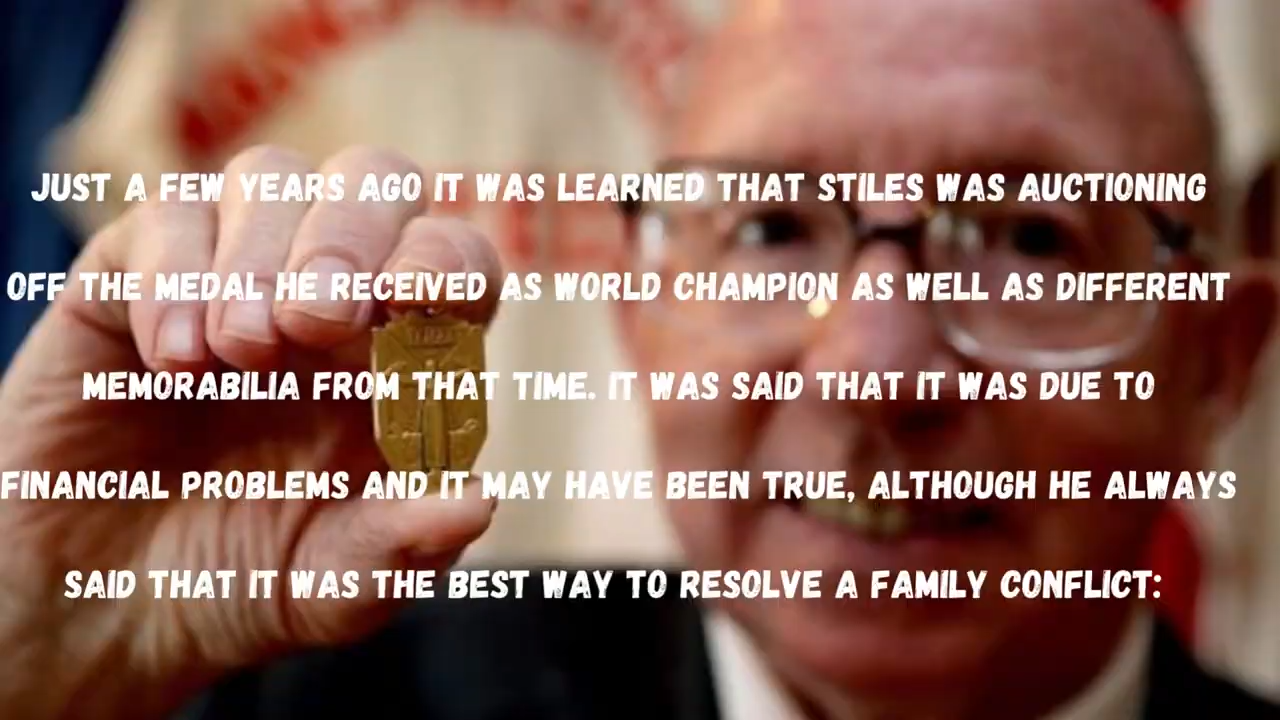 JUST A FEW YEARS AGO IT WAS LEARNED THAT STILES WAS AUCTIONING
OFF THE MEDAL HE RECEIVED AS WORLD CHAMPION AS WELL AS DIFFERENT
MEMORABILIA FROM THAT TIME. IT WAS SAID THAT IT WAS DUE TO
FINANCIAL PROBLEMS AND IT MAY HAVE BEEN TRUE, ALTHOUGH HE ALWAYS
SAID THAT IT WAS THE BEST WAY TO RESOLVE A FAMILY CONFLICT: